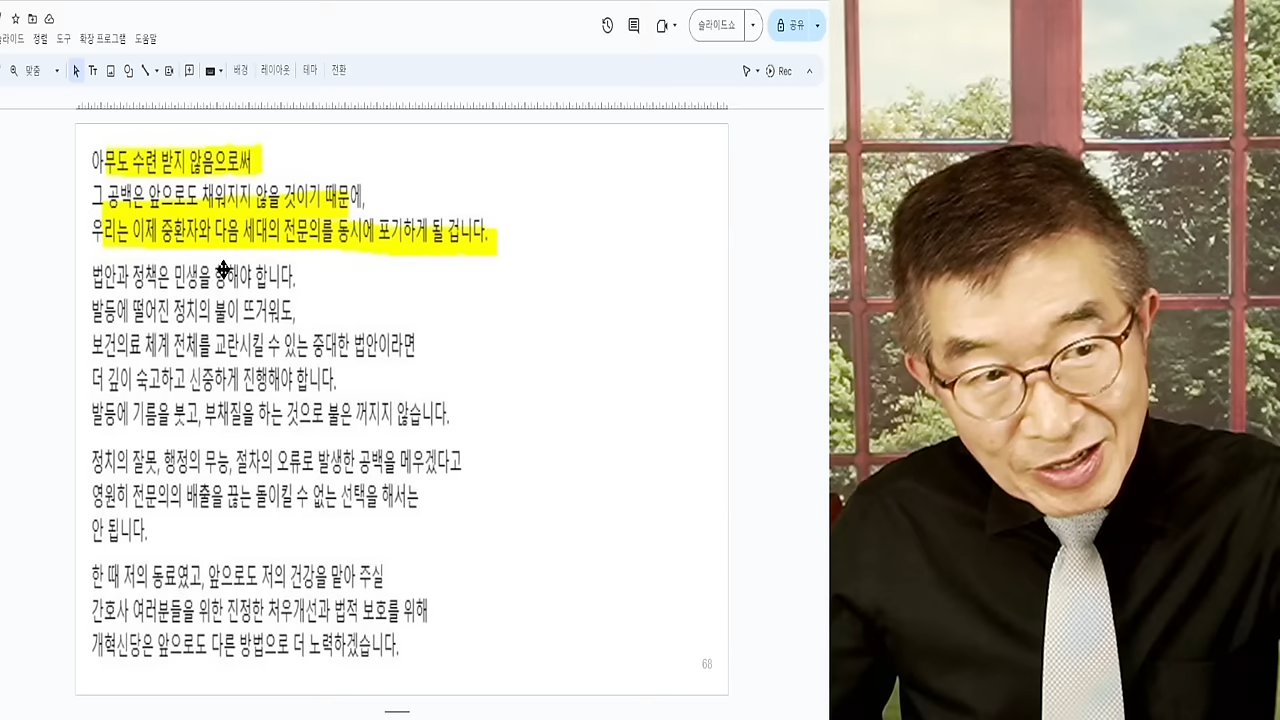 슬라이드쇼
공유
슬라이드 정렬 도구 확장 프로그램 도움말
맞춤
Tт
배경 레이아웃 테마 전환
Rec
아무도 수련 받지 않음으로써
그 공백은 앞으로도 채워지지 않을 것이기 때문에,
우리는 이제 중환자와 다음 세대의 전문의를 동시에 포기하게 될 겁니다.
법안과 정책은 민생을 향해야 합니다.
발등에 떨어진 정치의 불이 뜨거워도,
보건의료 체계 전체를 교란시킬 수 있는 중대한 법안이라면
더 깊이 숙고하고 신중하게 진행해야 합니다.
발등에 기름을 붓고, 부채질을 하는 것으로 불은 꺼지지 않습니다.
정치의 잘못, 행정의 무능, 절차의 오류로 발생한 공백을 메우겠다고
영원히 전문의의 배출을 끊는 돌이킬 수 없는 선택을 해서는
안 됩니다.
한 때 저의 동료였고, 앞으로도 저의 건강을 맡아 주실
간호사 여러분들을 위한 진정한 처우개선과 법적 보호를 위해
개혁신당은 앞으로도 다른 방법으로 더 노력하겠습니다.
68